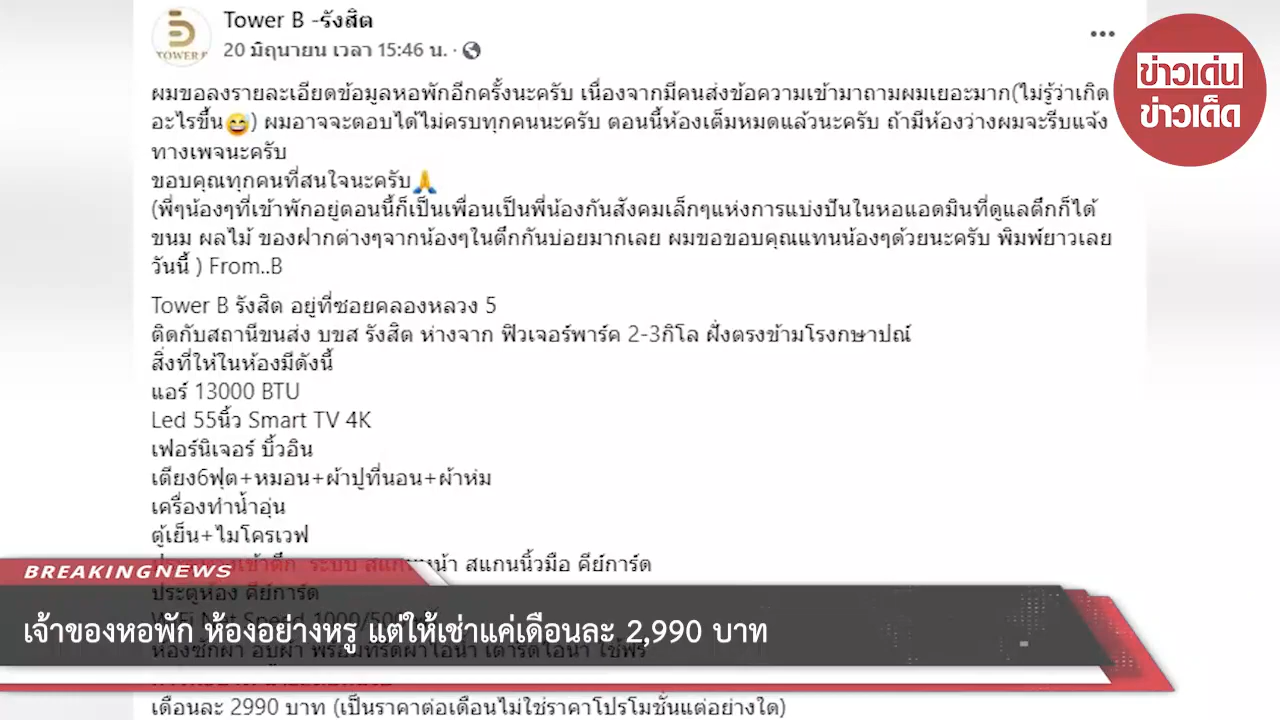 Tower B -รังสิต
20 มิถุนายน เวลา 15:46 น.
ข่าวเด่น
ข่าวเด็ด
TOWER B
ผมขอลงรายละเอียดข้อมูลหอพักอีกครั้งนะครับ เนื่องจากมีคนส่งข้อความเข้ามาถามผมเยอะมาก(ไม่รู้ว่าเกิด
อะไรขึ้น😅) ผมอาจจะตอบได้ไม่ครบทุกคนนะครับ ตอนนี้ห้องเต็มหมดแล้วนะครับ ถ้ามีห้องว่างผมจะรีบแจ้ง
ทางเพจนะครับ
ขอบคุณทุกคนที่สนใจนะครับ🙏
(พี่ๆน้องๆที่เข้าพักอยู่ตอนนี้ก็เป็นเพื่อนเป็นพี่น้องกันสังคมเล็กๆแห่งการแบ่งปันในหอแอดมินที่ดูแลตึกก็ได้
ขนม ผลไม้ ของฝากต่างๆจากน้องๆในตึกกันบ่อยมากเลย ผมขอขอบคุณแทนน้องๆด้วยนะครับ พิมพ์ยาวเลย
วันนี้ ) From..B
Tower B รังสิต อยู่ที่ซอยคลองหลวง 5
ติดกับสถานีขนส่ง บขส รังสิต ห่างจาก ฟิวเจอร์พาร์ค 2-3กิโล ฝั่งตรงข้ามโรงกษาปณ์
สิ่งที่ให้ในห้องมีดังนี้
แอร์ 13000 BTU
Led 55นิ้ว Smart TV 4K
เฟอร์นิเจอร์ บิ้วอิน
เตียง6ฟุต+หมอน+ผ้าปูที่นอน+ผ้าห่ม
เครื่องทำน้ำอุ่น
ตู้เย็น+ไมโครเวฟ
เข้าตึก ระบบ สแกนหน้า สแกนนิ้วมือ คีย์การ์ด
BREAKINGNEWS
ประตูห้อง คีย์การ์ด
เจ้าของหอพัก ห้องอย่างหรู แต่ให้เช่าแค่เดือนละ 2,990 บาท
เดือนละ 2990 บาท (เป็นราคาต่อเดือนไม่ใช่ราคาโปรโมชั่นแต่อย่างใด)